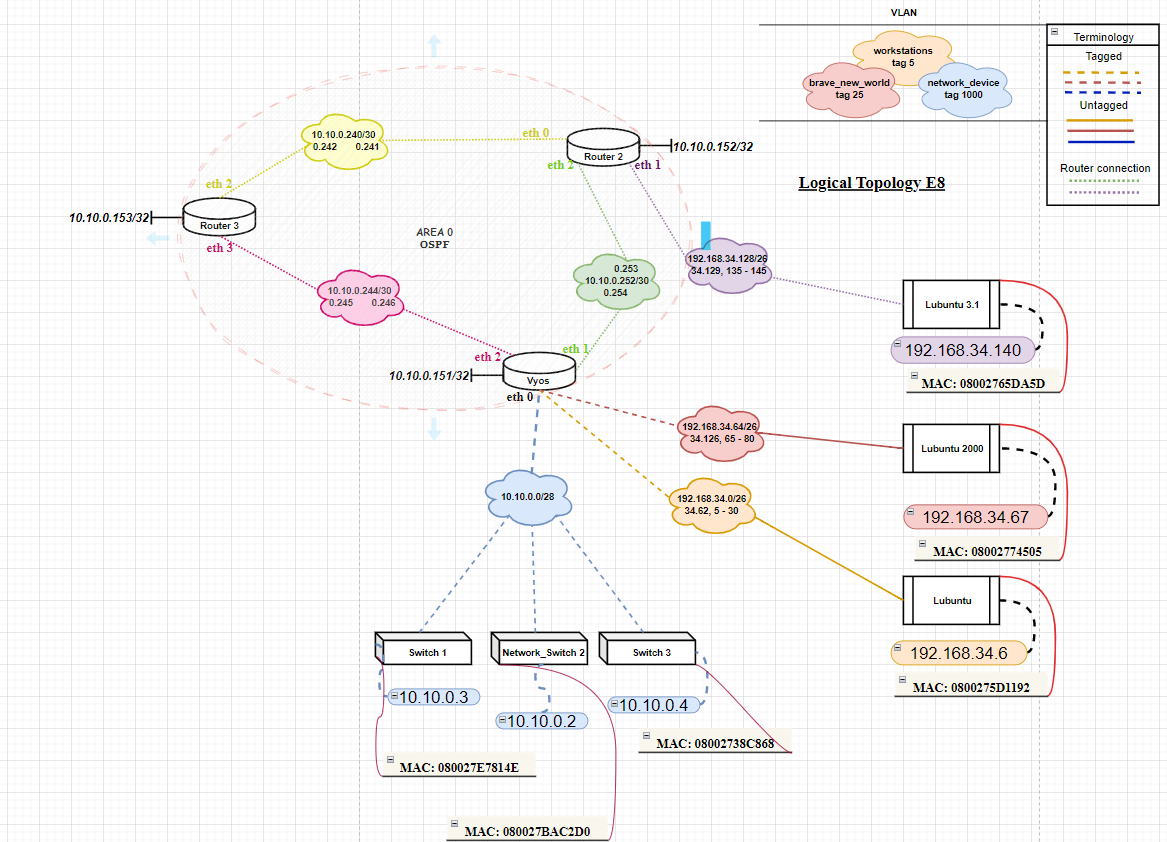 VLAN
workstations
tag 5
brave_new_world
tag 25
network_device
tag 1000
Terminology
Tagged
Untagged
Router connection
Logical Topology E8
10.10.0.240/30
0.242 0.241
eth 0
Router 2
10.10.0.152/32
eth 2
eth 1
eth 2
10.10.0.153/32
Router 3
eth 3
AREA 0
OSPF
192.168.34.128/26
34.129, 135 - 145
0.253
10.10.0.252/30
0.254
10.10.0.244/30
0.245 0.246
eth 2
eth 1
10.10.0.151/32
Vyos
eth 0
Lubuntu 3.1
192.168.34.140
MAC: 08002765DA5D
192.168.34.64/26
34.126, 65 - 80
Lubuntu 2000
192.168.34.67
MAC: 08002774505
10.10.0.0/28
192.168.34.0/26
34.62, 5 - 30
Lubuntu
192.168.34.6
MAC: 0800275D1192
Switch 1
Network_Switch 2
Switch 3
10.10.0.3
10.10.0.2
10.10.0.4
MAC: 08002738C868
MAC: 080027E7814E
MAC: 080027BAC2D0